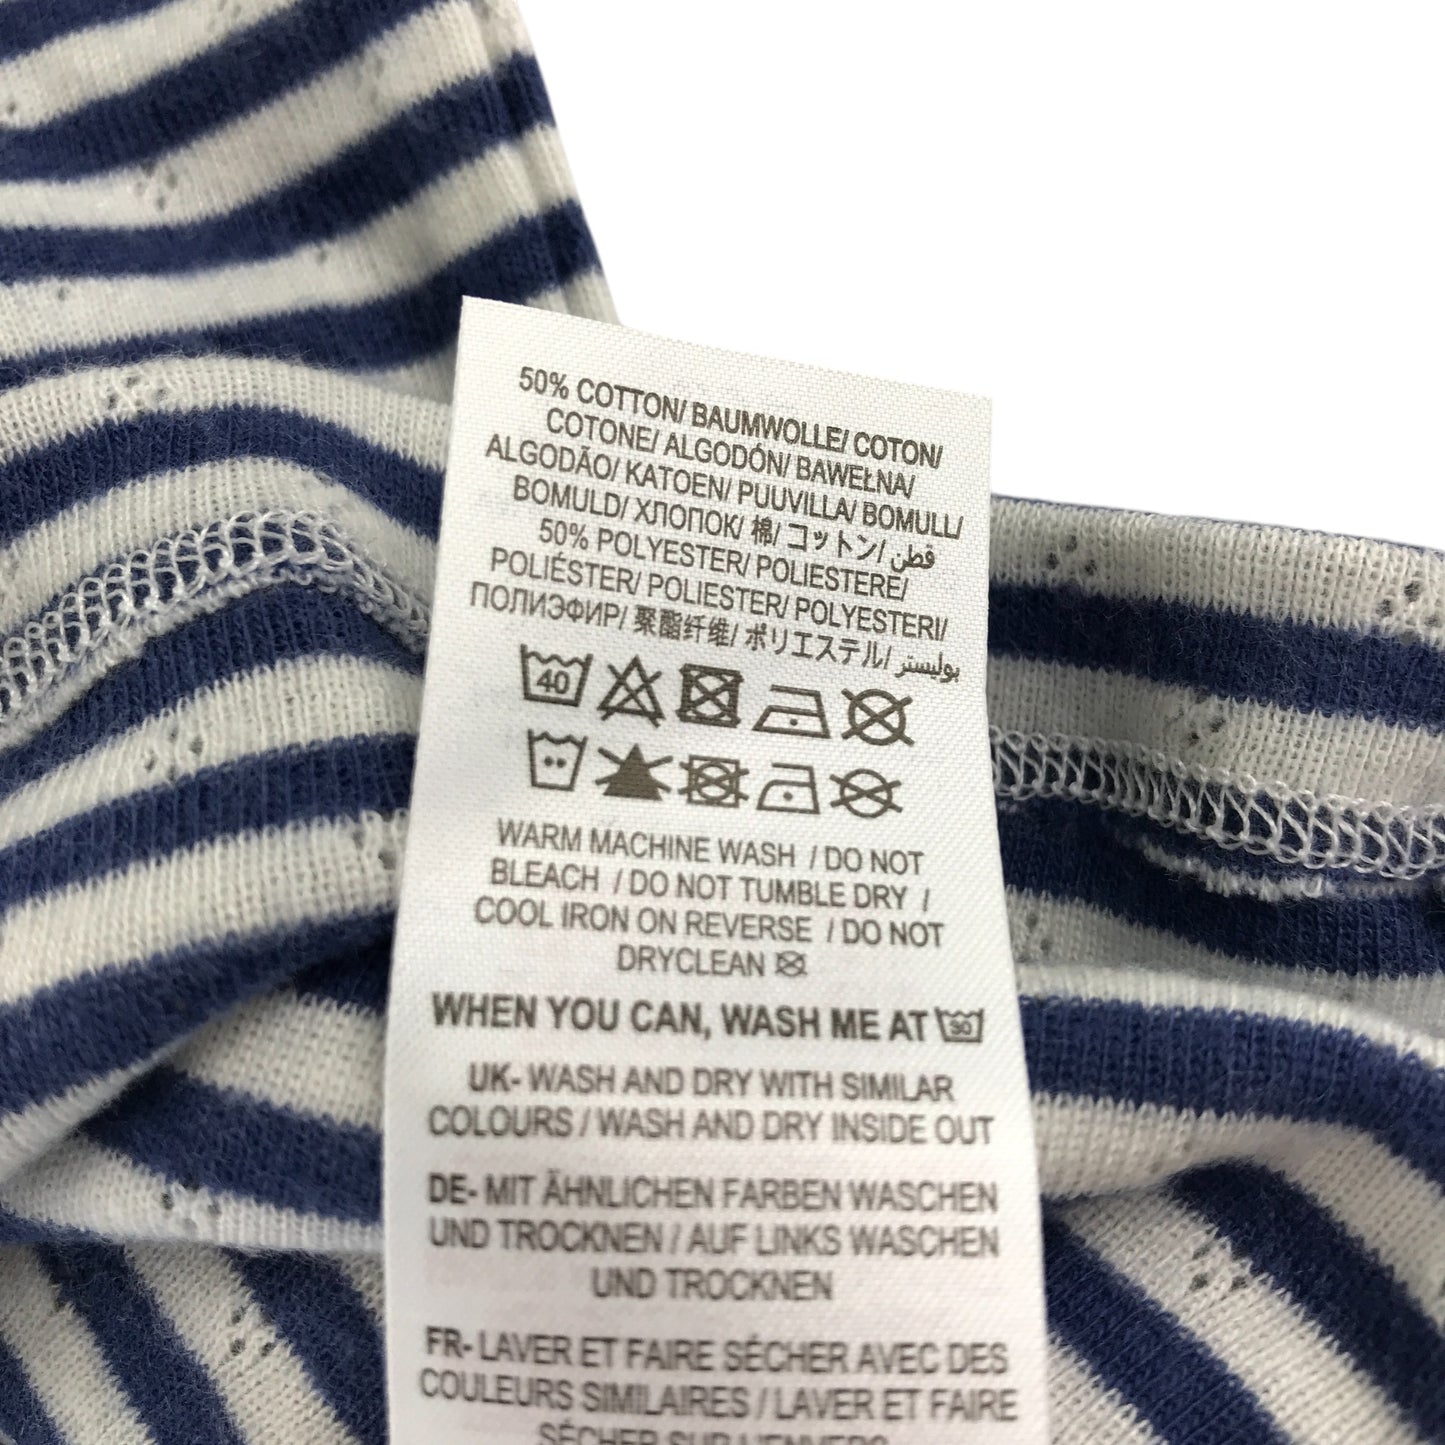 50% COTTON/ BAUMWOLLE/ COTON/
COTONE/ ALGODÓN/ BAWEŁNA/
ALGODÃO/ KATOEN/ PUUVILLA/ BOMULL/
BOMULD/ ХЛОПОК/ 棉/ コットン/ قطن/
50% POLYESTER/ POLIESTERE/
POLIÉSTER/ POLIESTER/ POLYESTERI/
ПОЛИЭФИР/ 聚酯纤维/ ポリエステル/ بوليستر
40
WARM MACHINE WASH / DO NOT
BLEACH / DO NOT TUMBLE DRY /
COOL IRON ON REVERSE / DO NOT
DRYCLEAN
WHEN YOU CAN, WASH ME AT 30
UK- WASH AND DRY WITH SIMILAR
COLOURS / WASH AND DRY INSIDE OUT
DE- MIT ÄHNLICHEN FARBEN WASCHEN
UND TROCKNEN / AUF LINKS WASCHEN
UND TROCKNEN
FR- LAVER ET FAIRE SÉCHER AVEC DES
COULEURS SIMILAIRES / LAVER ET FAIRE
SÉCHER SUR L'ENVERS